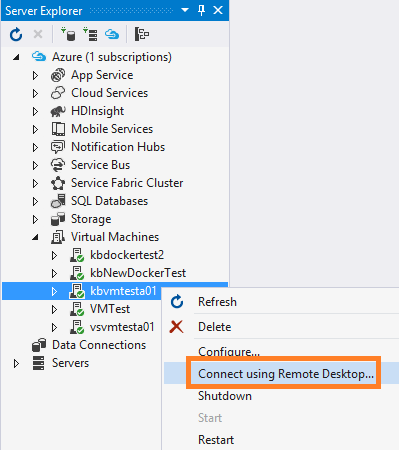 Server Explorer
Azure (1 subscriptions)
App Service
Cloud Services
HDInsight
Mobile Services
Notification Hubs
Service Bus
Service Fabric Cluster
SQL Databases
Storage
Virtual Machines
kbdockertest2
kbNewDockerTest
kbvmtesta01
VMTest
vsvmtesta01
Data Connections
Servers
Refresh
Delete
Configure...
Connect using Remote Desktop...
Shutdown
Start
Restart